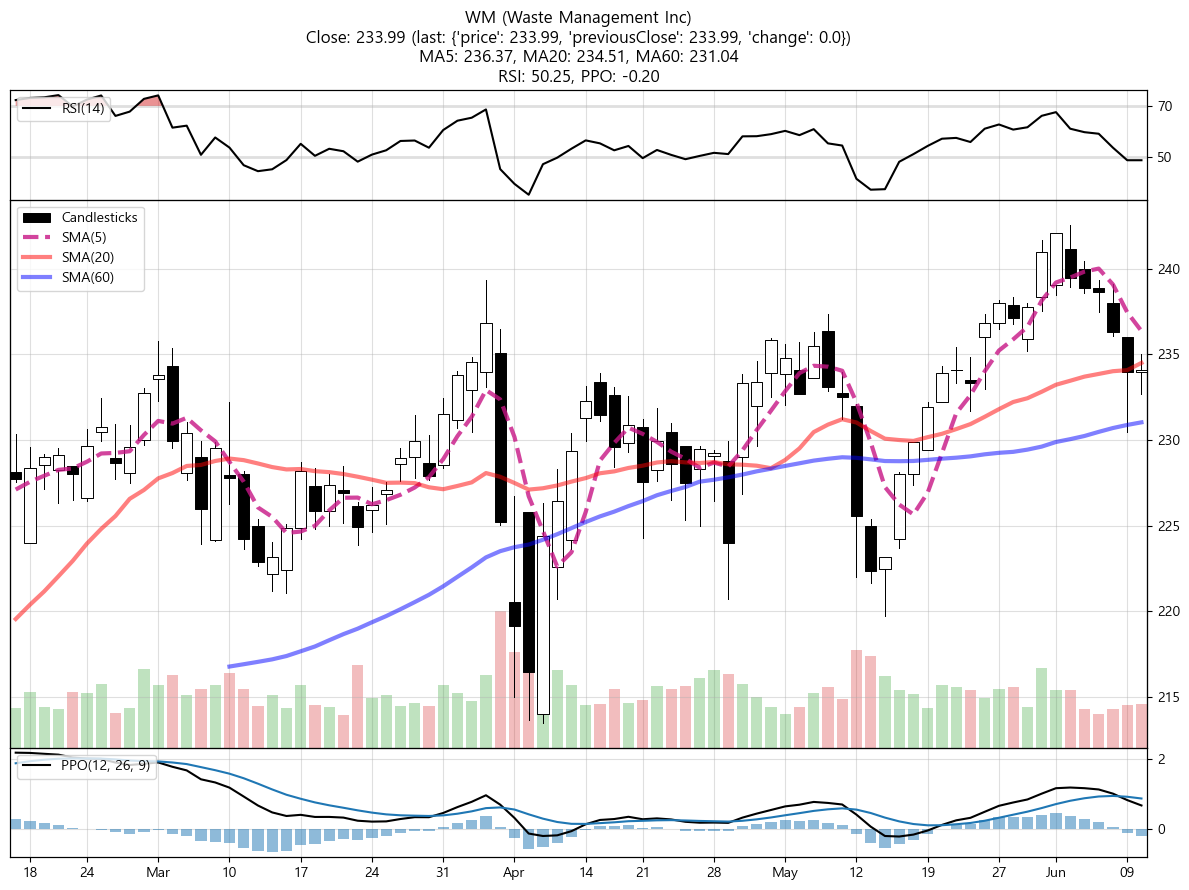 WM (Waste Management Inc)
Close: 233.99 (last: {'price': 233.99, 'previousClose': 233.99, 'change': 0.0})
MA5: 236.37, MA20: 234.51, MA60: 231.04
RSI: 50.25, PPO: -0.20
RSI(14)
70
50
Candlesticks
SMA(5)
SMA(20)
SMA(60)
240
235
230
225
220
215
PPO(12, 26, 9)
2
0
18 24 Mar 10 17 24 31 Apr 14 21 28 May 12 19 27 Jun 09